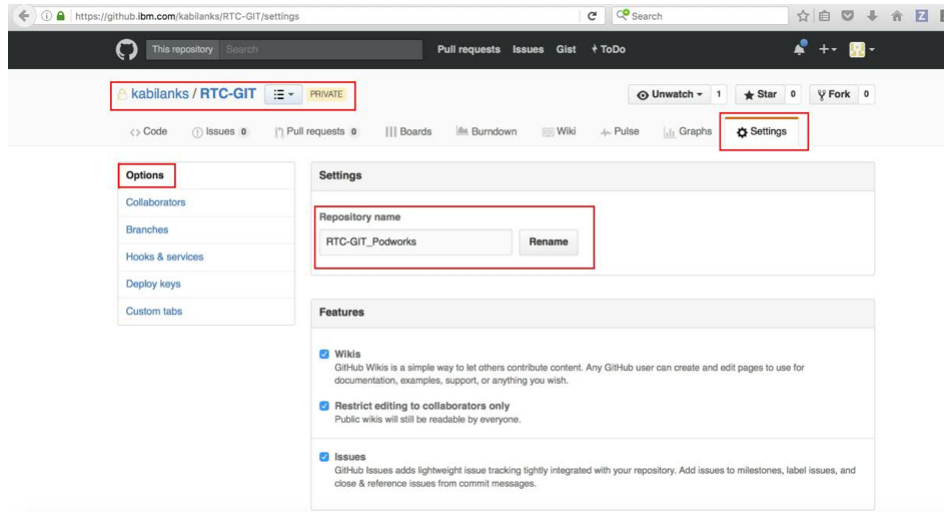 https://github.ibm.com/kabilanks/RTC-GIT/settings
Search
This repository Search
Pull requests Issues Gist ToDo
kabilanks / RTC-GIT PRIVATE
Unwatch 1 Star 0 Fork 0
Code Issues 0 Pull requests 0 Boards Burndown Wiki Pulse Graphs Settings
Options
Collaborators
Branches
Hooks & services
Deploy keys
Custom tabs
Settings
Repository name
RTC-GIT_Podworks Rename
Features
Wikis
GitHub Wikis is a simple way to let others contribute content. Any GitHub user can create and edit pages to use for
documentation, examples, support, or anything you wish.
Restrict editing to collaborators only
Public wikis will still be readable by everyone.
Issues
GitHub Issues adds lightweight issue tracking tightly integrated with your repository. Add issues to milestones, label issues, and
close & reference issues from commit messages.